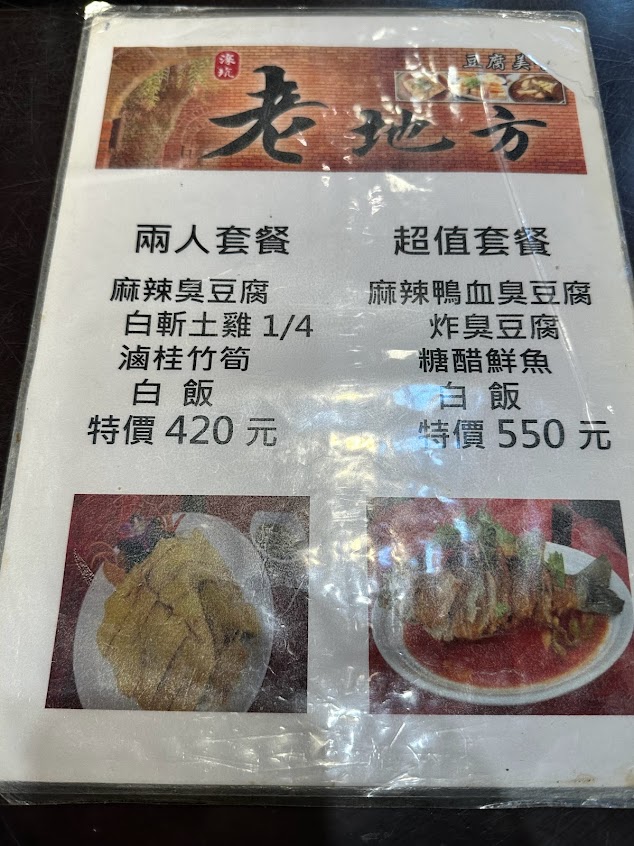 深坑
豆腐美
老地方
兩人套餐
麻辣臭豆腐
白斬土雞 1/4
滷桂竹筍
白 飯
特價 420 元
超值套餐
麻辣鴨血臭豆腐
炸臭豆腐
糖醋鮮魚
白 飯
特價 550 元